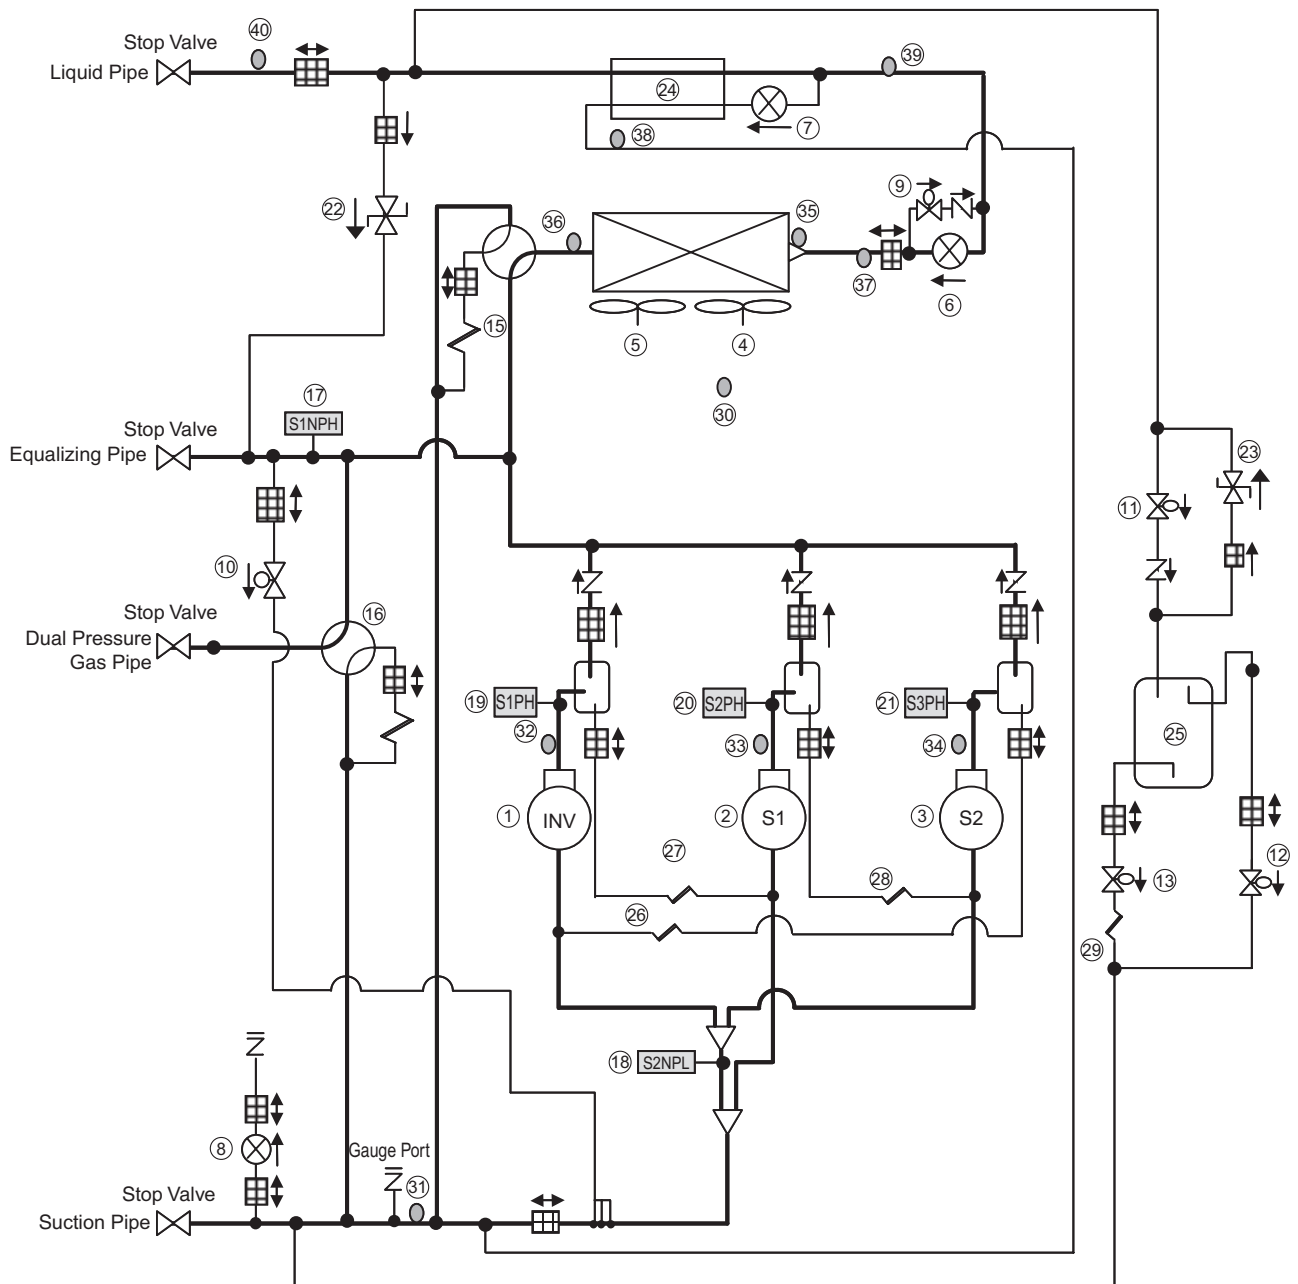 40
Stop Valve
Liquid Pipe
39
24
7
38
9
22
36
35
37
6
15
5
4
30
17
S1NPH
Stop Valve
Equalizing Pipe
23
11
10
Stop Valve
16
Dual Pressure
Gas Pipe
19
S1PH
20
S2PH
21
S3PH
32
33
34
25
1
INV
2
S1
3
S2
27
28
12
13
26
29
18
S2NPL
8
Gauge Port
31
Stop Valve
Suction Pipe